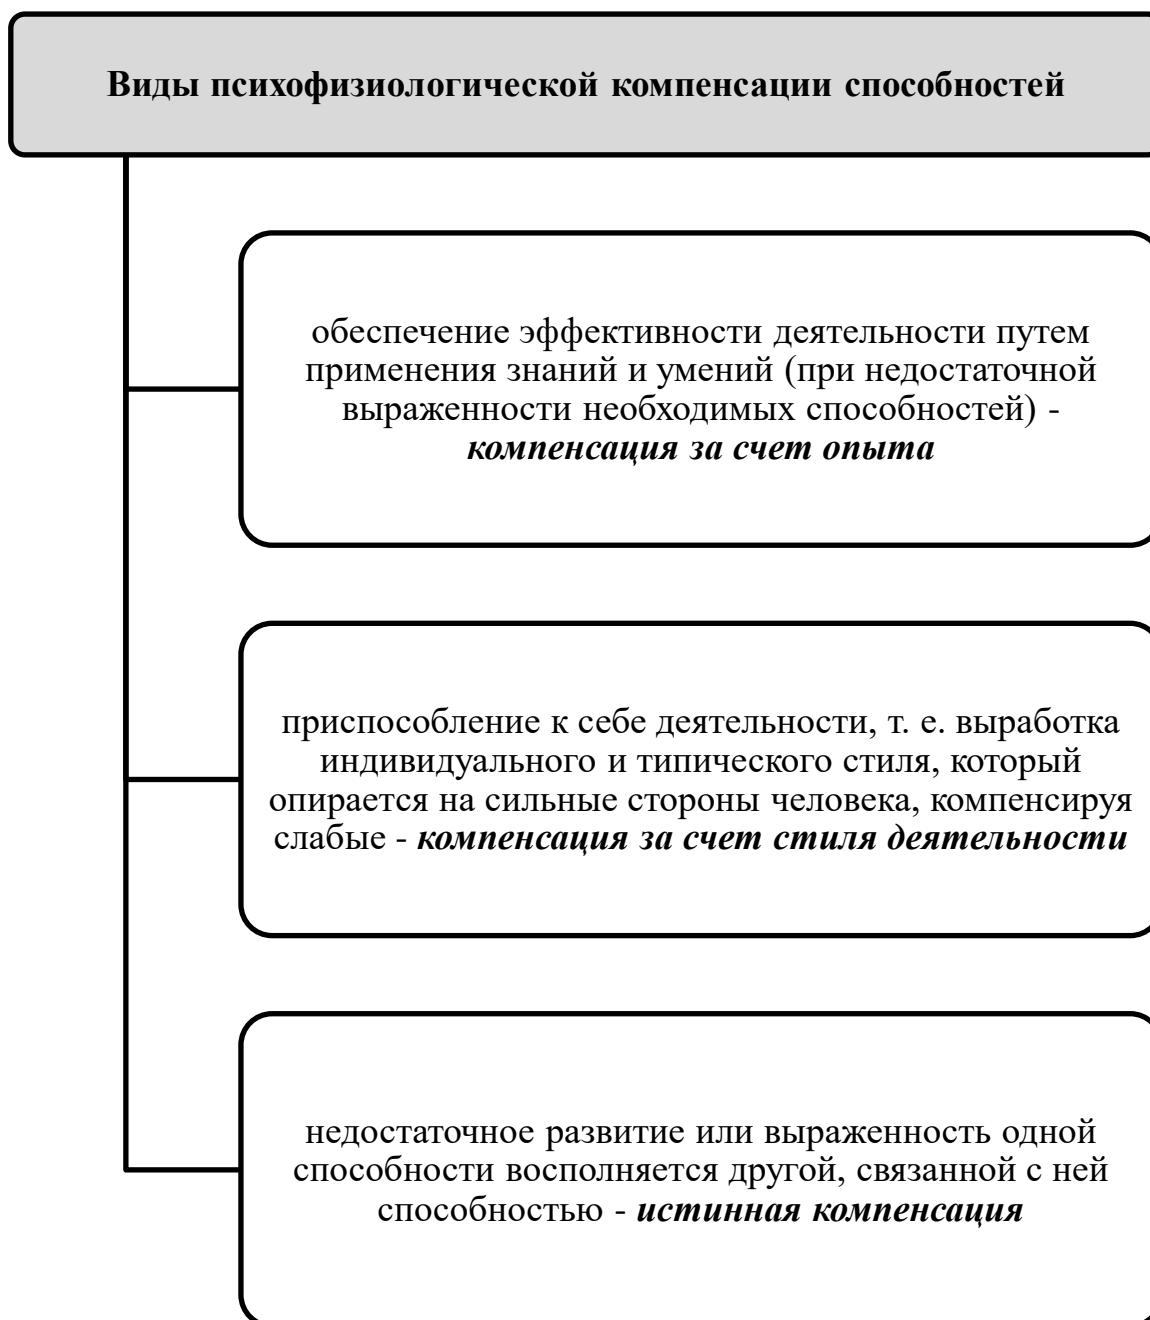 Виды психофизиологической компенсации способностей
обеспечение эффективности деятельности путем
применения знаний и умений (при недостаточной
выраженности необходимых способностей) -
компенсация за счет опыта
приспособление к себе деятельности, т. е. выработка
индивидуального и типического стиля, который
опирается на сильные стороны человека, компенсируя
слабые - компенсация за счет стиля деятельности
недостаточное развитие или выраженность одной
способности восполняется другой, связанной с ней
способностью - истинная компенсация